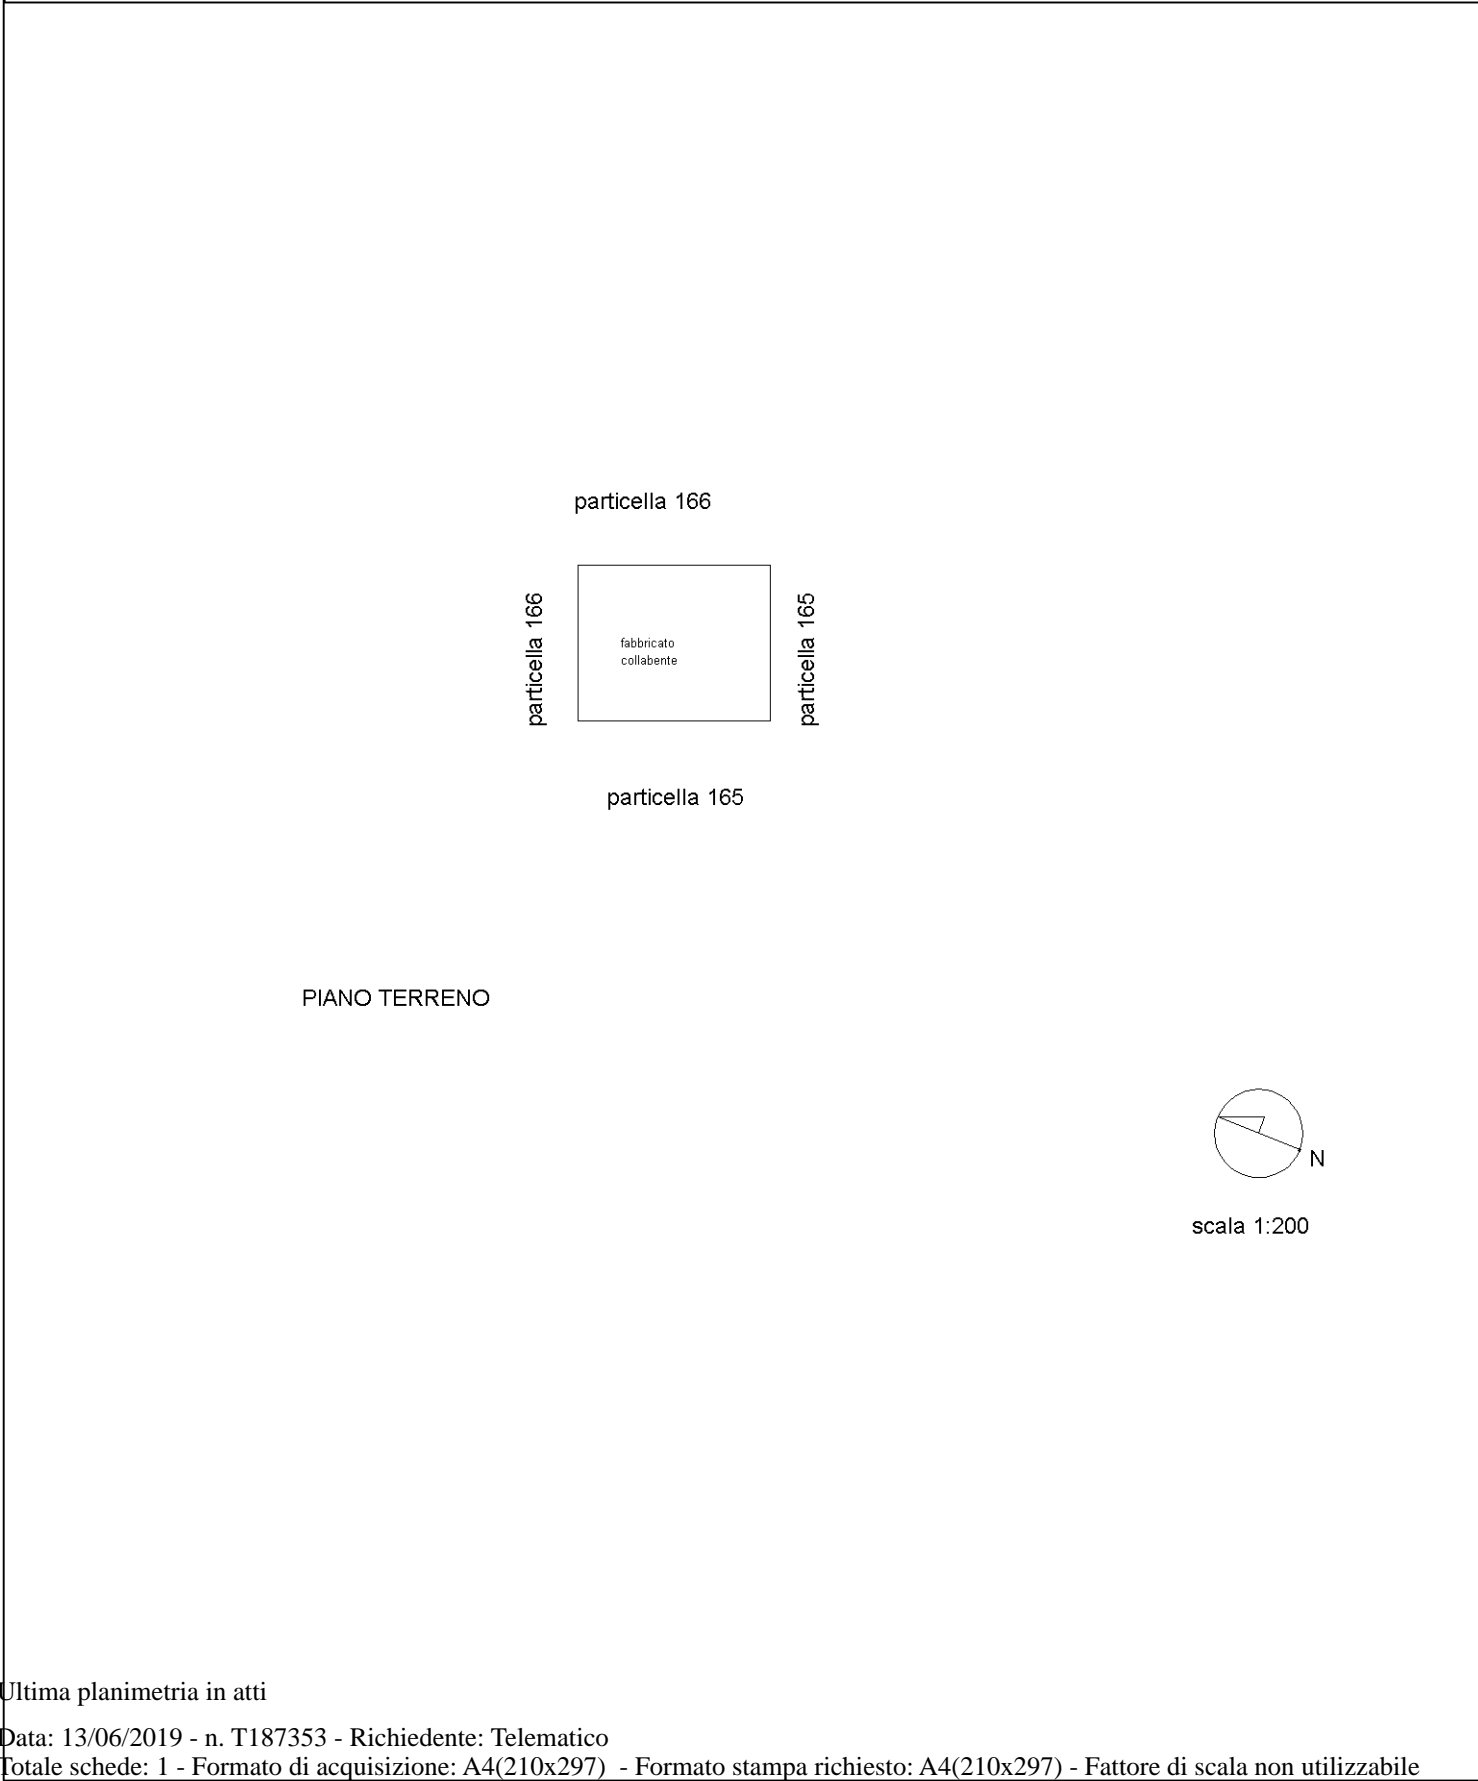 particella 166
particella 166
fabbricato
collabente
particella 165
particella 165
PIANO TERRENO
N
scala 1:200
Ultima planimetria in atti
Data: 13/06/2019 - n. T187353 - Richiedente: Telematico
Totale schede: 1 - Formato di acquisizione: A4(210x297) - Formato stampa richiesto: A4(210x297) - Fattore di scala non utilizzabile